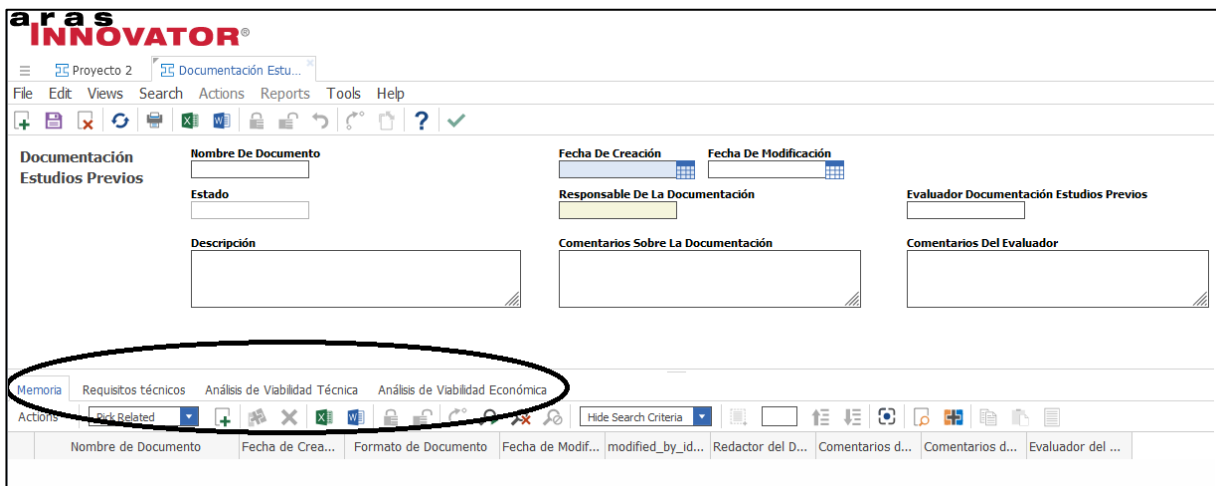 aras
INNOVATOR®
Proyecto 2 Documentación Estu...
File Edit Views Search Actions Reports Tools Help
Documentación
Estudios Previos
Nombre De Documento Fecha De Creación Fecha De Modificación
Estado Responsable De La Documentación Evaluador Documentación Estudios Previos
Descripción Comentarios Sobre La Documentación Comentarios Del Evaluador
Memoria Requisitos técnicos Análisis de Viabilidad Técnica Análisis de Viabilidad Económica
Actions Pick Related Hide Search Criteria
Nombre de Documento Fecha de Crea... Formato de Documento Fecha de Modif... modified_by_id... Redactor del D... Comentarios d... Comentarios d... Evaluador del ...